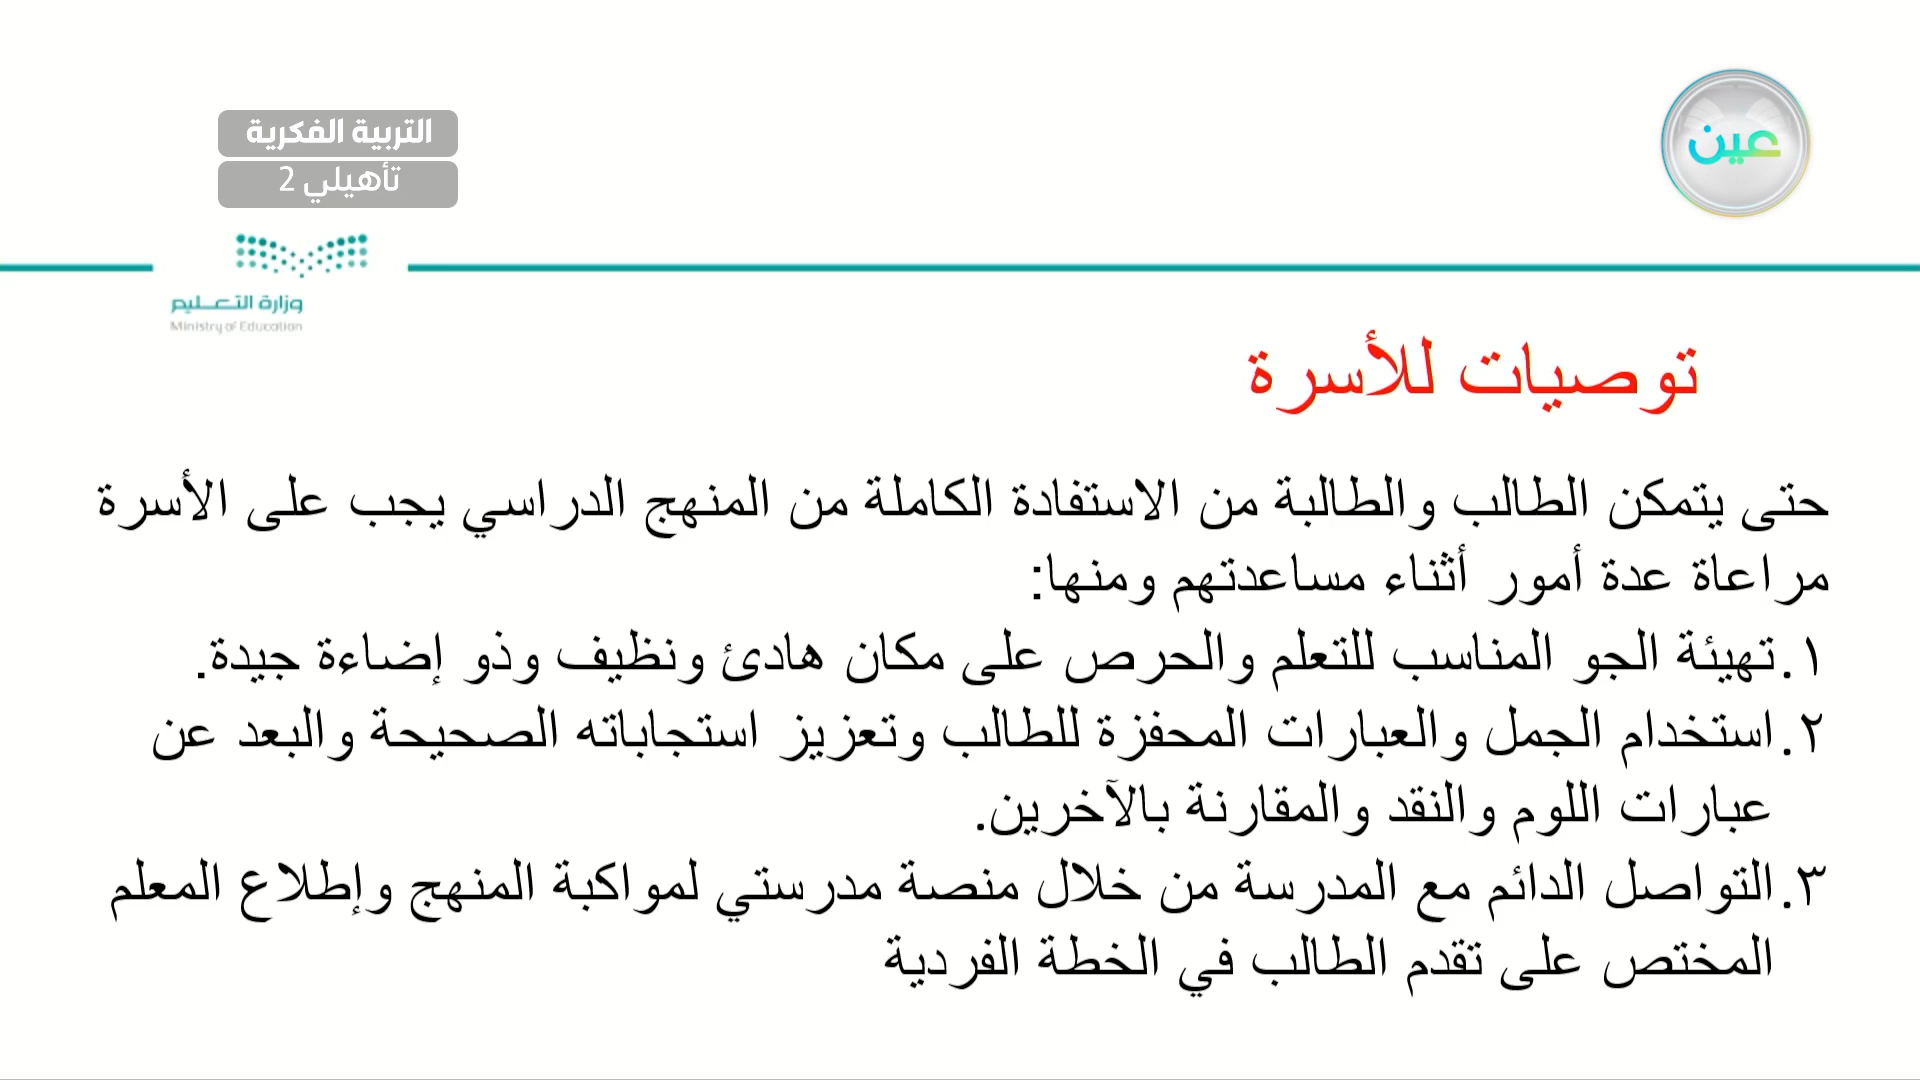 عين
التربية الفكرية
تأهيلي 2
وزارة التعليم
Ministry of Education
توصيات للأسرة
حتى يتمكن الطالب والطالبة من الاستفادة الكاملة من المنهج الدراسي يجب على الأسرة
مراعاة عدة أمور أثناء مساعدتهم ومنها:
١. تهيئة الجو المناسب للتعلم والحرص على مكان هادئ ونظيف وذو إضاءة جيدة.
٢. استخدام الجمل والعبارات المحفزة للطالب وتعزيز استجاباته الصحيحة والبعد عن
عبارات اللوم والنقد والمقارنة بالآخرين.
٣. التواصل الدائم مع المدرسة من خلال منصة مدرستي لمواكبة المنهج وإطلاع المعلم
المختص على تقدم الطالب في الخطة الفردية